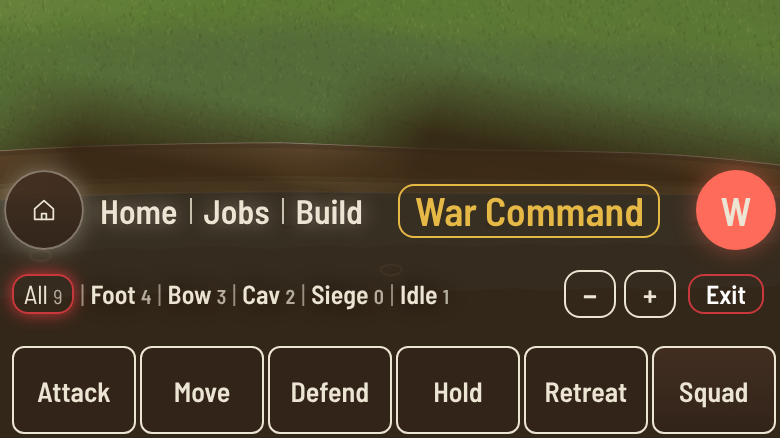 Home | Jobs | Build War Command W
All 9 | Foot 4 | Bow 3 | Cav 2 | Siege 0 | Idle 1 − + Exit
Attack Move Defend Hold Retreat Squad